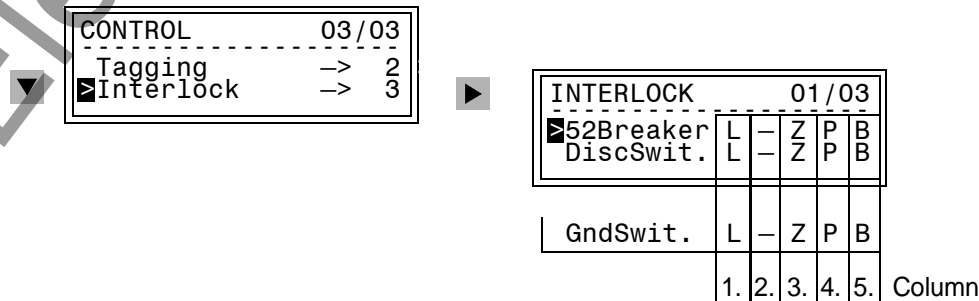 CONTROL 03/03
Tagging —> 2
>Interlock —> 3
INTERLOCK 01/03
>52Breaker L – Z P B
DiscSwit. L – Z P B
GndSwit. L – Z P B
1. 2. 3. 4. 5. Column